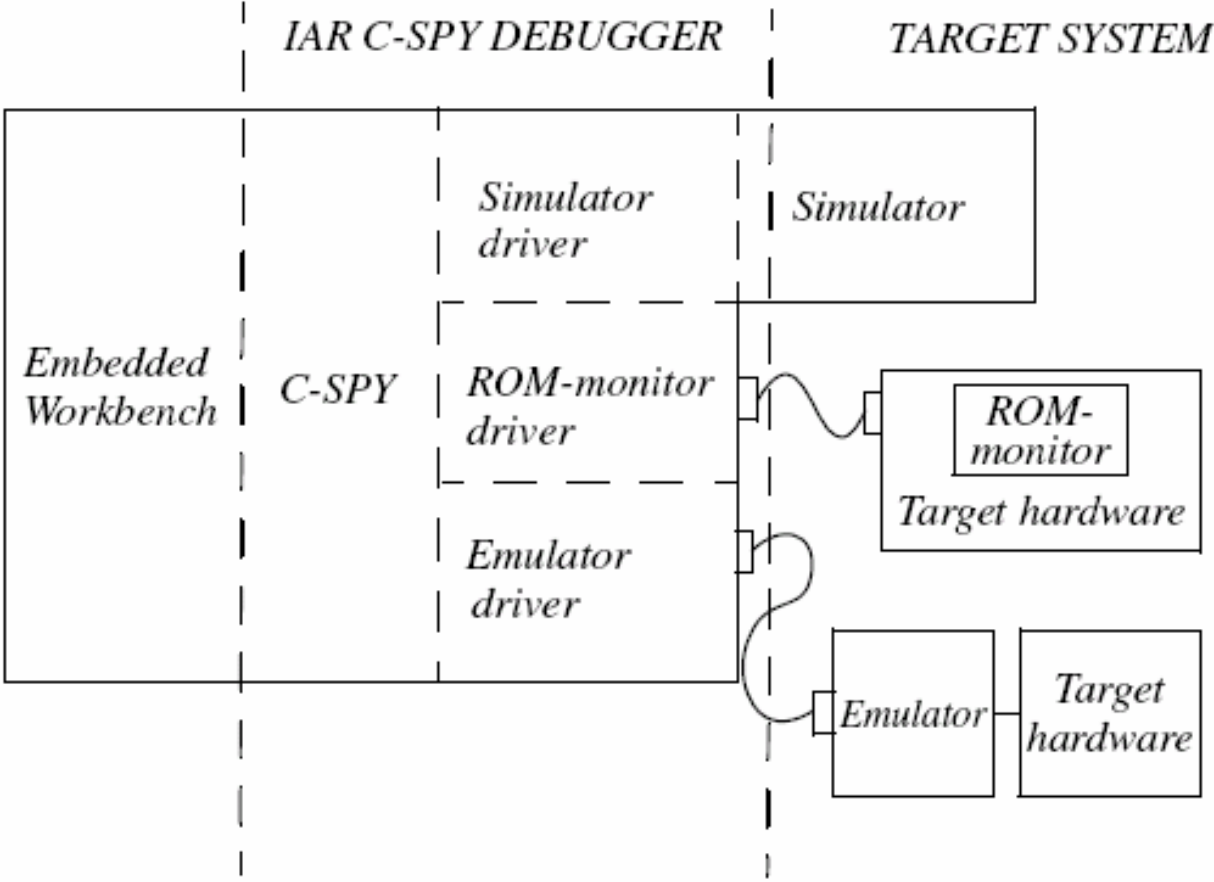 IAR C-SPY DEBUGGER
TARGET SYSTEM
Simulator
driver
Simulator
Embedded
Workbench
C-SPY
ROM-monitor
driver
ROM-
monitor
Target hardware
Emulator
driver
Emulator
Target
hardware